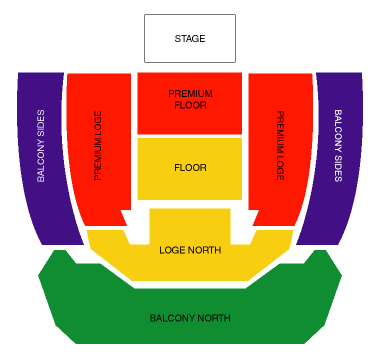 STAGE
PREMIUM
FLOOR
BALCONY SIDES
PREMIUM LOGE
PREMIUM LOGE
BALCONY SIDES
FLOOR
LOGE NORTH
BALCONY NORTH